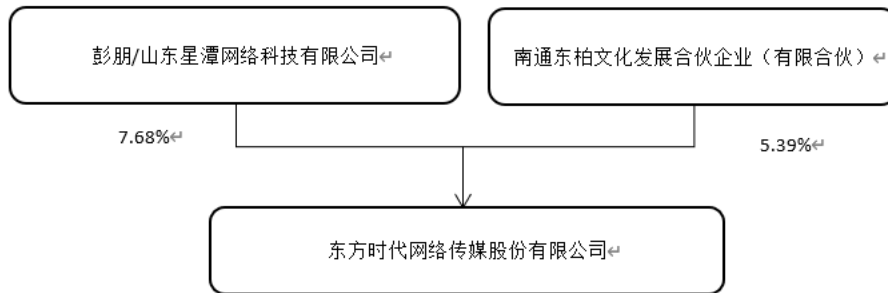 彭朋/山东星潭网络科技有限公司↵
南通东柏文化发展合伙企业（有限合伙）↵
7.68%↵
5.39%↵
东方时代网络传媒股份有限公司↵